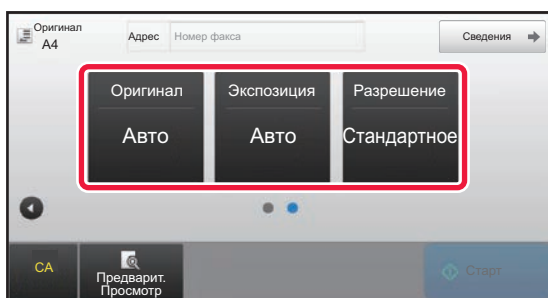 Оригинал
A4
Адрес
Номер факса
Сведения
Оригинал
Экспозиция
Разрешение
Авто
Авто
Стандартное
CA
Предварит.
Просмотр
Старт